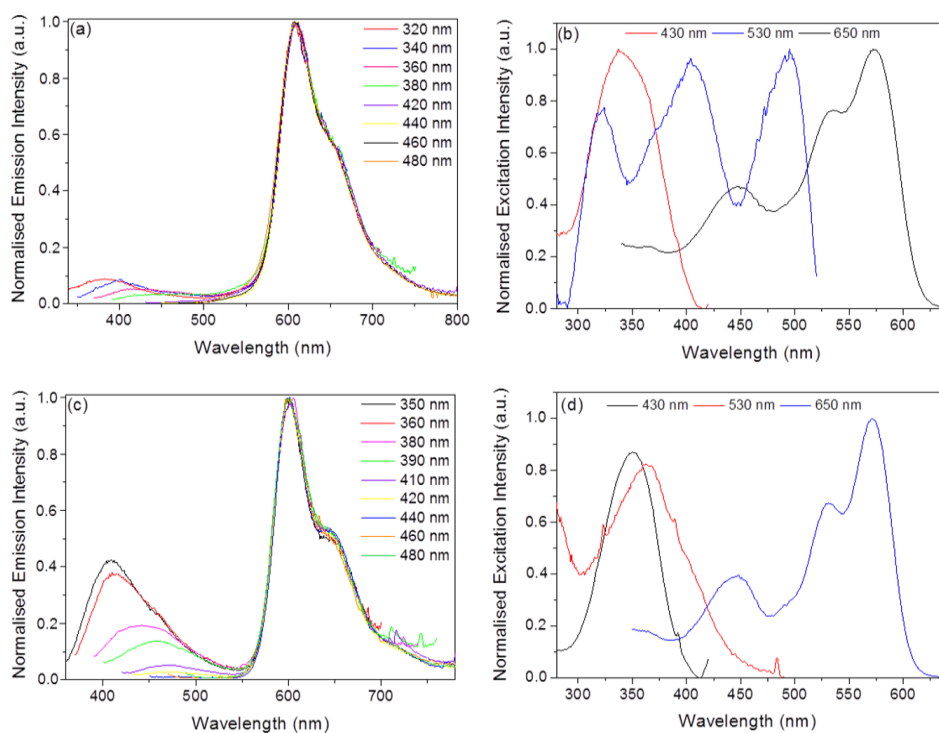 (a)
320 nm
340 nm
360 nm
380 nm
420 nm
440 nm
460 nm
480 nm
Normalised Emission Intensity (a.u.)
1.0
0.8
0.6
0.4
0.2
0.0
400 500 600 700 800
Wavelength (nm)
(b)
430 nm 530 nm 650 nm
Normalised Excitation Intensity (a.u.)
1.0
0.8
0.6
0.4
0.2
0.0
300 350 400 450 500 550 600
Wavelength (nm)
(c)
350 nm
360 nm
380 nm
390 nm
410 nm
420 nm
440 nm
460 nm
480 nm
Normalised Emission Intensity (a.u.)
1.0
0.8
0.6
0.4
0.2
0.0
400 500 600 700
Wavelength (nm)
(d)
430 nm 530 nm 650 nm
Normalised Excitation Intensity (a.u.)
1.0
0.8
0.6
0.4
0.2
0.0
300 350 400 450 500 550 600
Wavelength (nm)